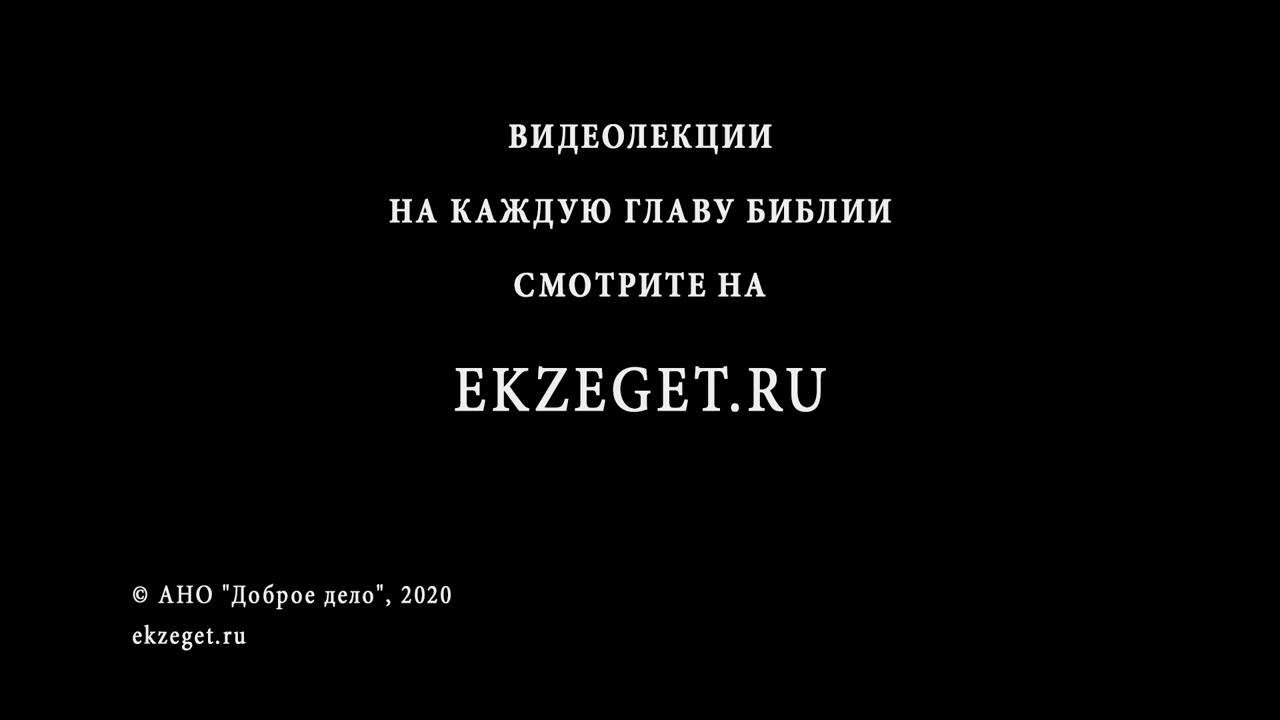 ВИДЕОЛЕКЦИИ
НА КАЖДУЮ ГЛАВУ БИБЛИИ
СМОТРИТЕ НА
EKZEGET.RU
© АНО "Доброе дело", 2020
ekzeget.ru